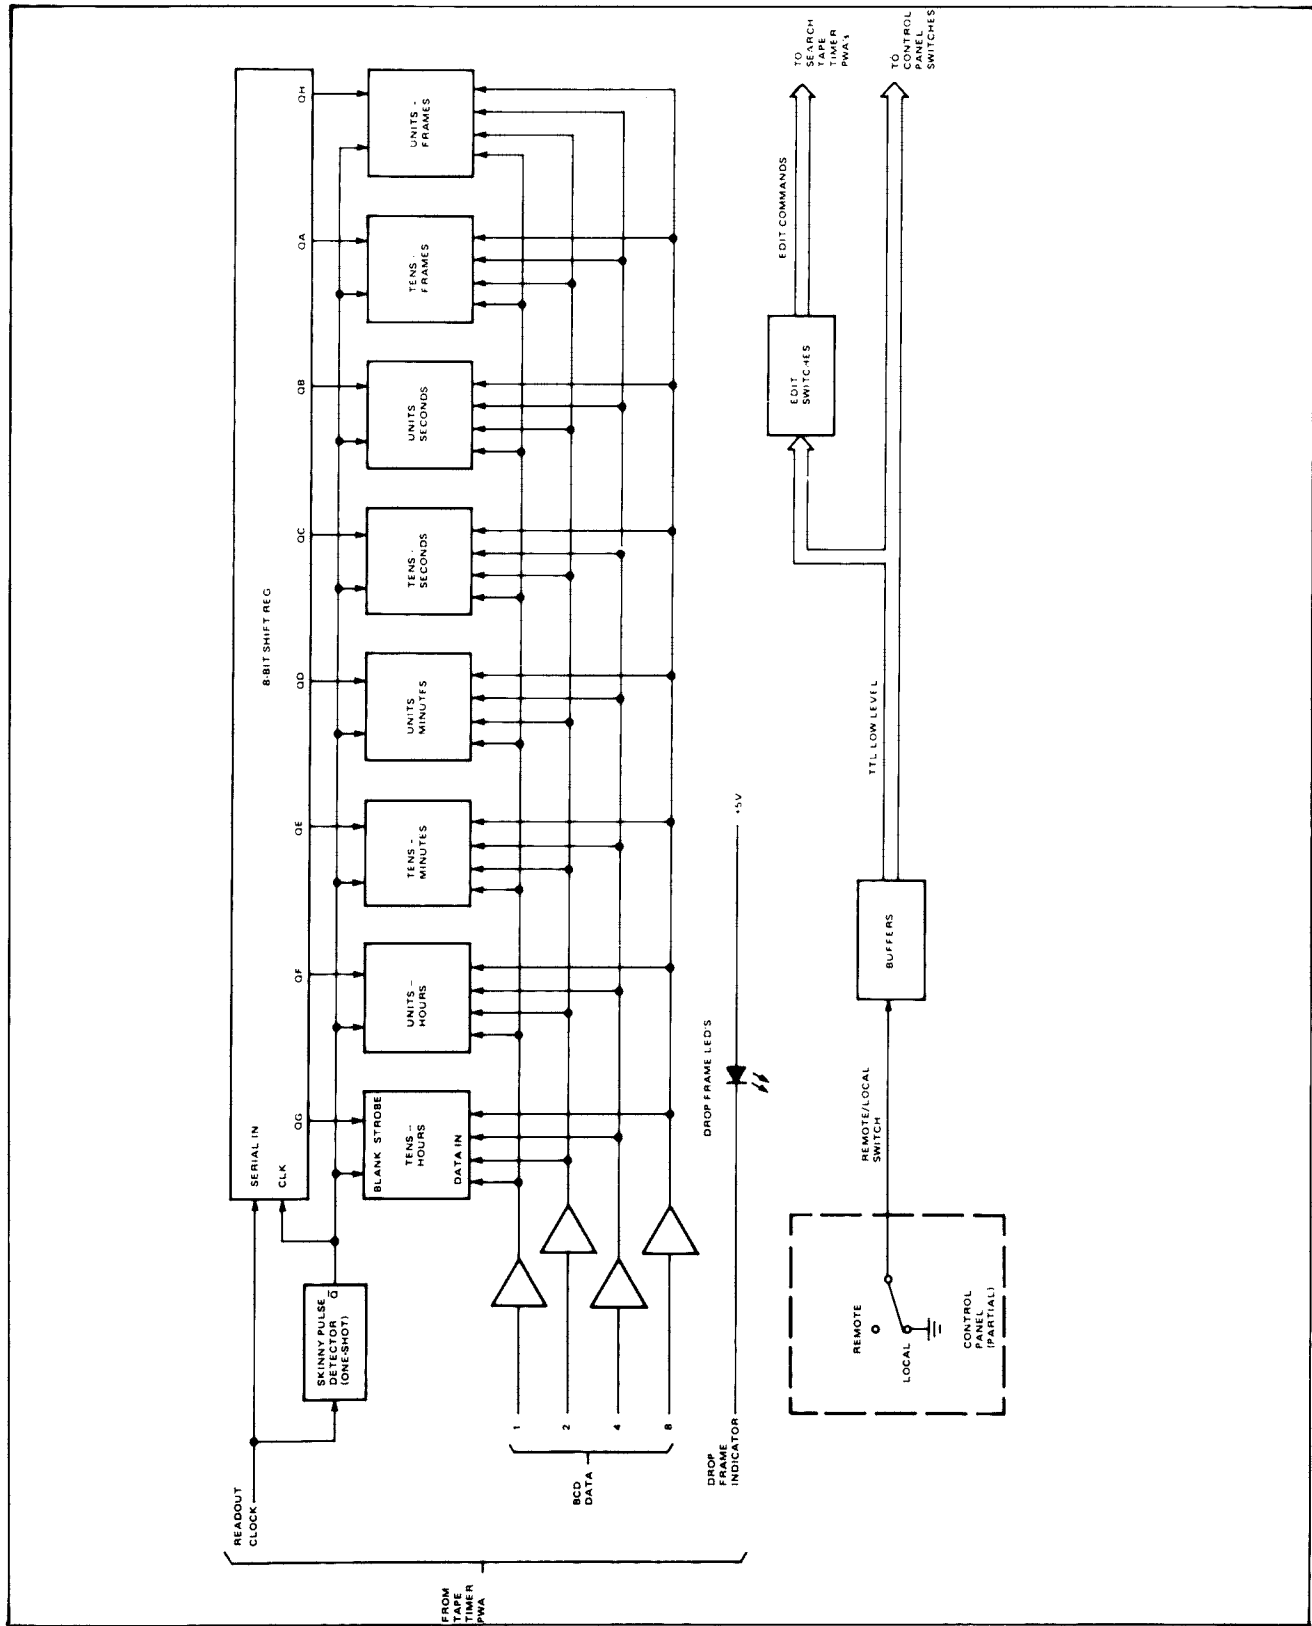 FROM
TAPE
TIMER
PWA
READOUT
CLOCK
SKINNY PULSE
DETECTOR
(ONE-SHOT)
Q̅
SERIAL IN
CLK
8-BIT SHIFT REG
QG
QF
QE
QD
QC
QB
QA
QH
BLANK STROBE
TENS –
HOURS
DATA IN
UNITS –
HOURS
TENS -
MINUTES
UNITS
MINUTES
TENS -
SECONDS
UNITS
SECONDS
TENS -
FRAMES
UNITS -
FRAMES
BCD
DATA
1
2
4
8
DROP
FRAME
INDICATOR
DROP FRAME LED'S
+5V
REMOTE
LOCAL
CONTROL
PANEL
(PARTIAL)
REMOTE/LOCAL
SWITCH
BUFFERS
TTL LOW LEVEL
EDIT
SWITCHES
EDIT COMMANDS
TO
SEARCH
TAPE
TIMER
PWA's
TO
CONTROL
PANEL
SWITCHES